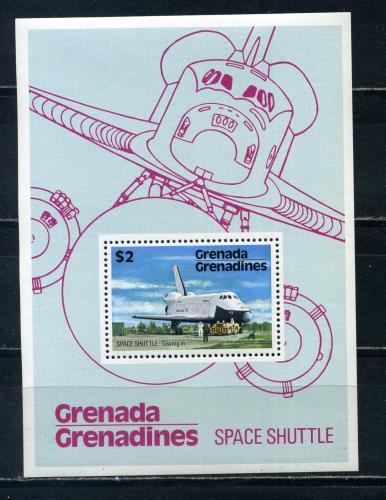 $2
Grenada
Grenadines
SPACE SHUTTLE - Towing in
Grenada
Grenadines
SPACE SHUTTLE